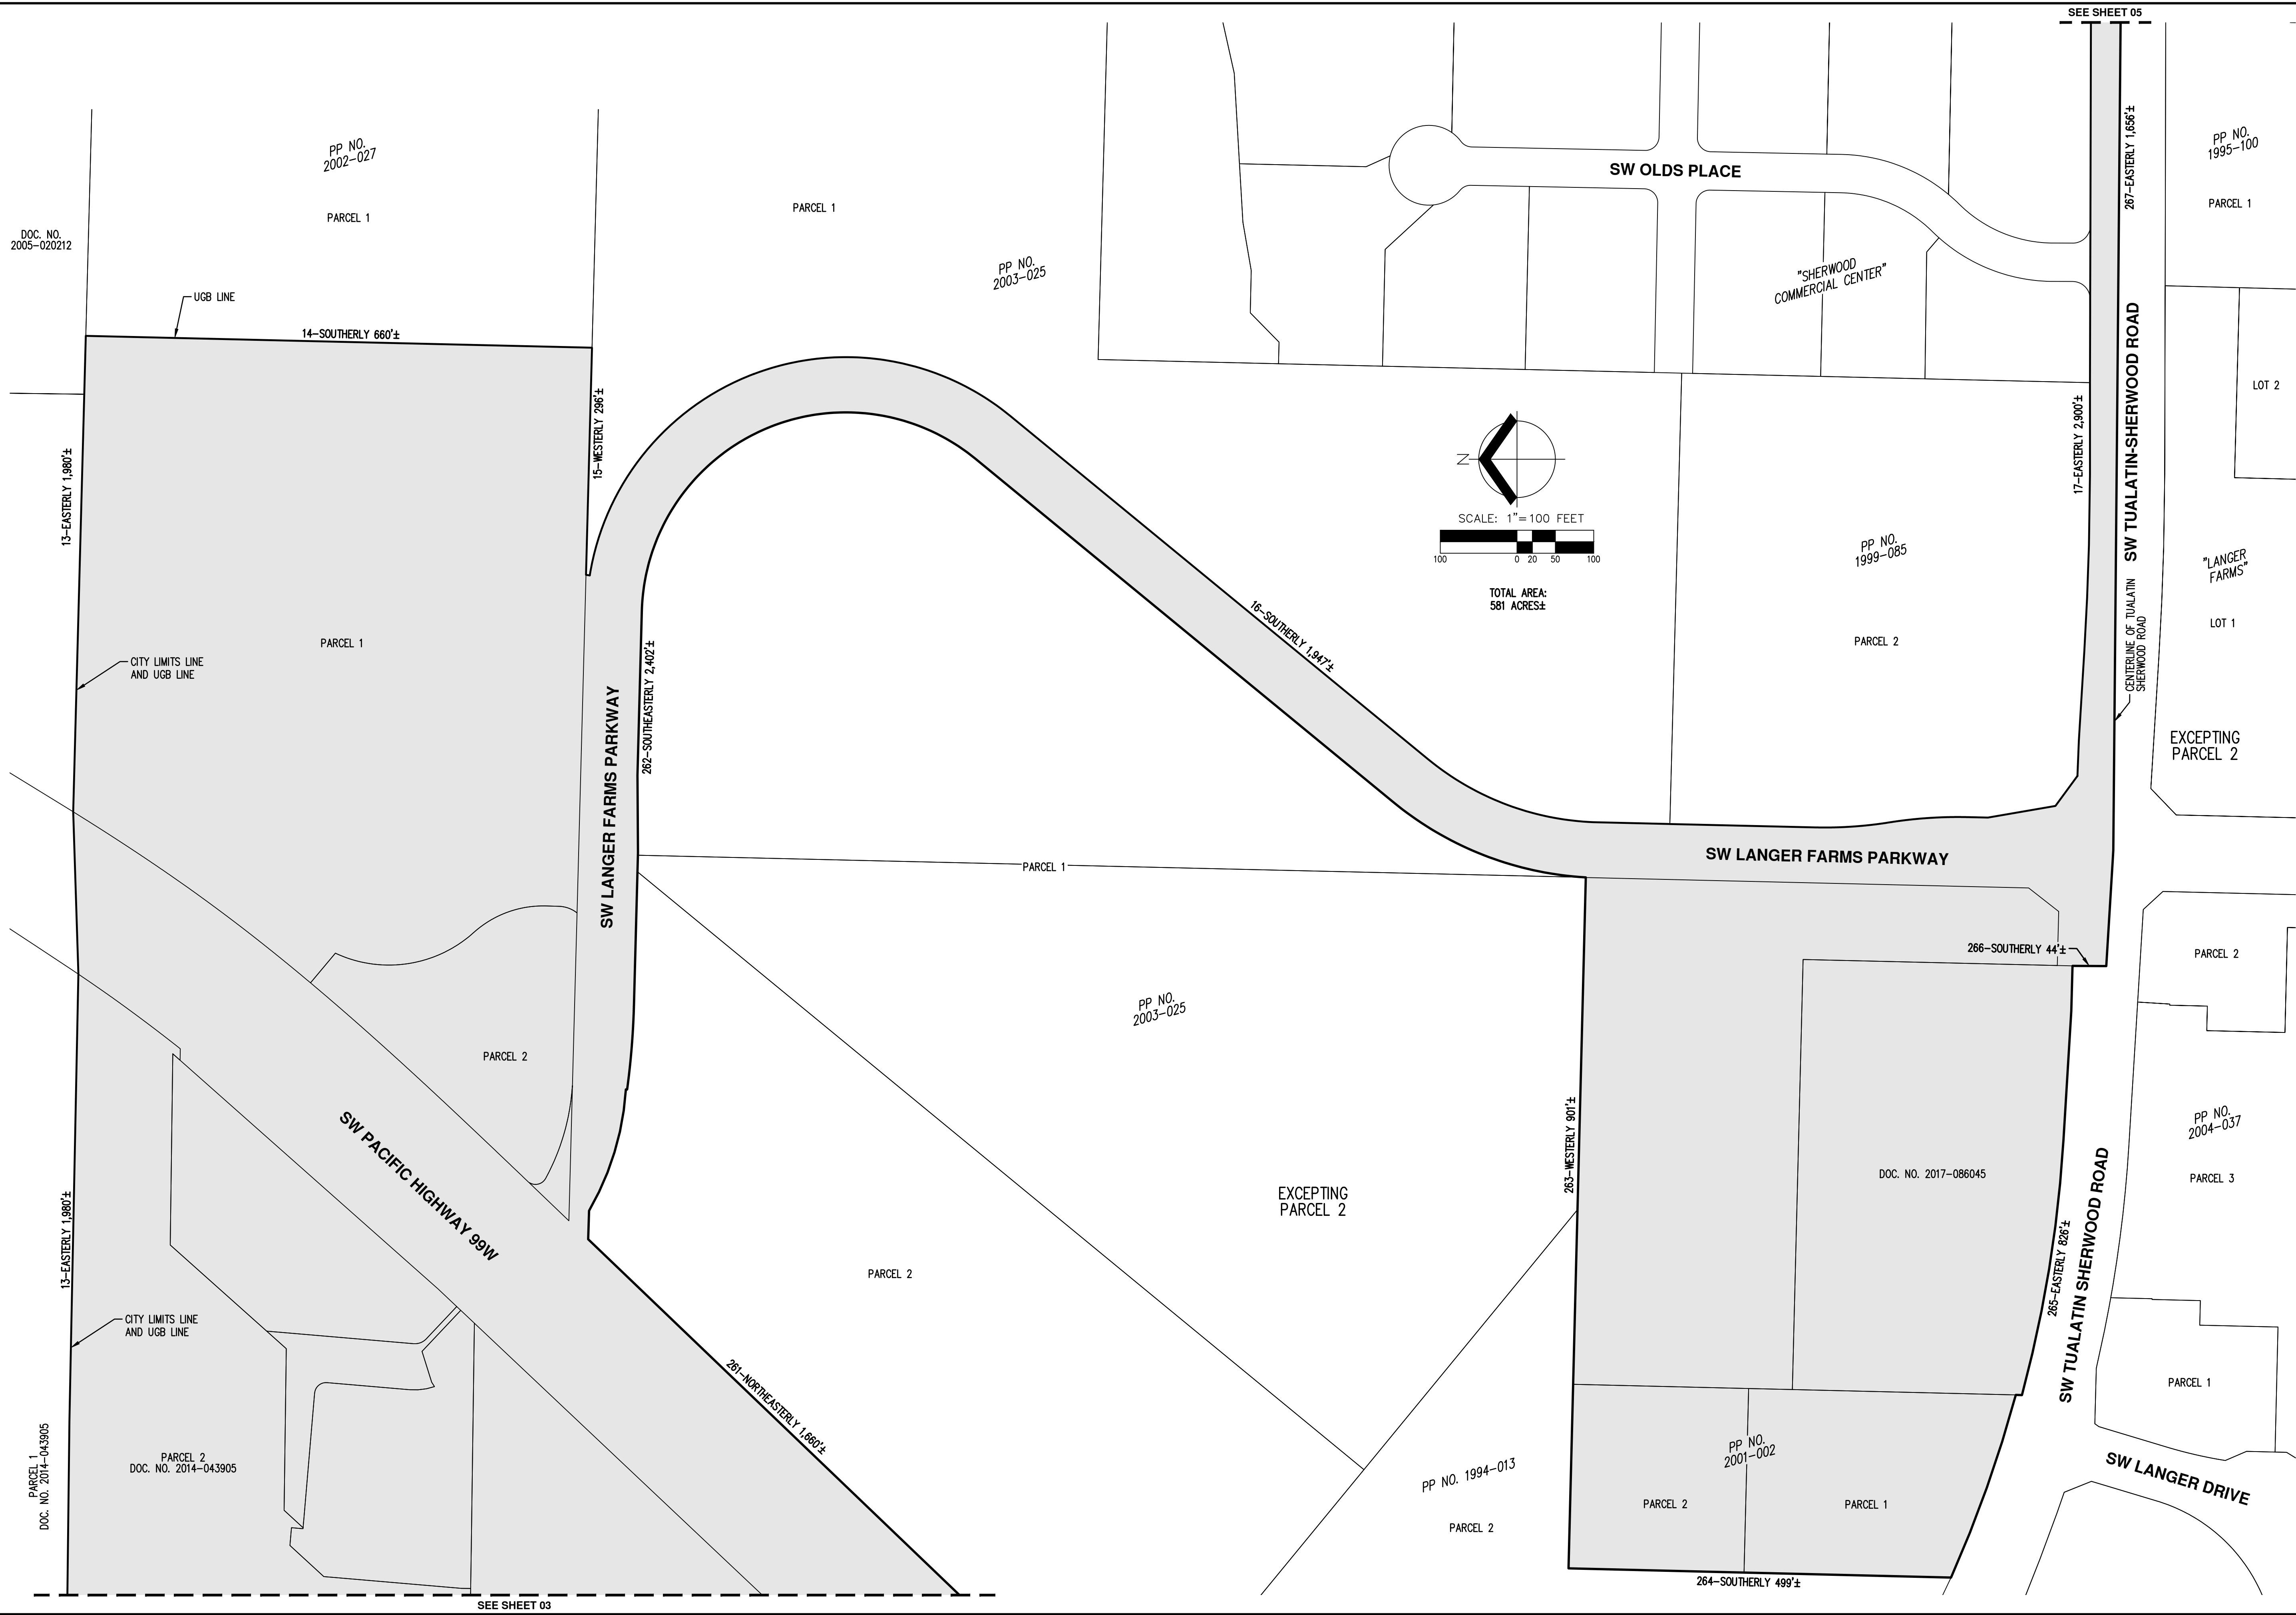 SEE SHEET 05
PP NO.
2002-027
PARCEL 1
DOC. NO.
2005-020212
UGB LINE
14-SOUTHERLY 660'±
PARCEL 1
PP NO.
2003-025
SW OLDS PLACE
"SHERWOOD
COMMERCIAL CENTER"
267-EASTERLY 1,656'±
PP NO.
1995-100
PARCEL 1
SW TUALATIN-SHERWOOD ROAD
LOT 2
13-EASTERLY 1,980'±
15-WESTERLY 296'±
N
SCALE: 1"=100 FEET
100 0 20 50 100
TOTAL AREA:
581 ACRES±
17-EASTERLY 2,900'±
PP NO.
1999-085
PARCEL 2
"LANGER
FARMS"
LOT 1
CENTERLINE OF TUALATIN
SHERWOOD ROAD
EXCEPTING
PARCEL 2
PARCEL 1
CITY LIMITS LINE
AND UGB LINE
16-SOUTHERLY 1,947'±
262-SOUTHEASTERLY 2,402'±
SW LANGER FARMS PARKWAY
PARCEL 1
SW LANGER FARMS PARKWAY
266-SOUTHERLY 44'±
PARCEL 2
PP NO.
2003-025
PARCEL 2
SW PACIFIC HIGHWAY 99W
263-WESTERLY 901'±
EXCEPTING
PARCEL 2
DOC. NO. 2017-086045
PP NO.
2004-037
PARCEL 3
13-EASTERLY 1,980'±
PARCEL 2
265-EASTERLY 826'±
SW TUALATIN SHERWOOD ROAD
CITY LIMITS LINE
AND UGB LINE
261-NORTHEASTERLY 1,660'±
PARCEL 1
PARCEL 1
DOC. NO. 2014-043905
PARCEL 2
DOC. NO. 2014-043905
PP NO. 1994-013
PARCEL 2
PP NO.
2001-002
PARCEL 2
PARCEL 1
SW LANGER DRIVE
264-SOUTHERLY 499'±
SEE SHEET 03